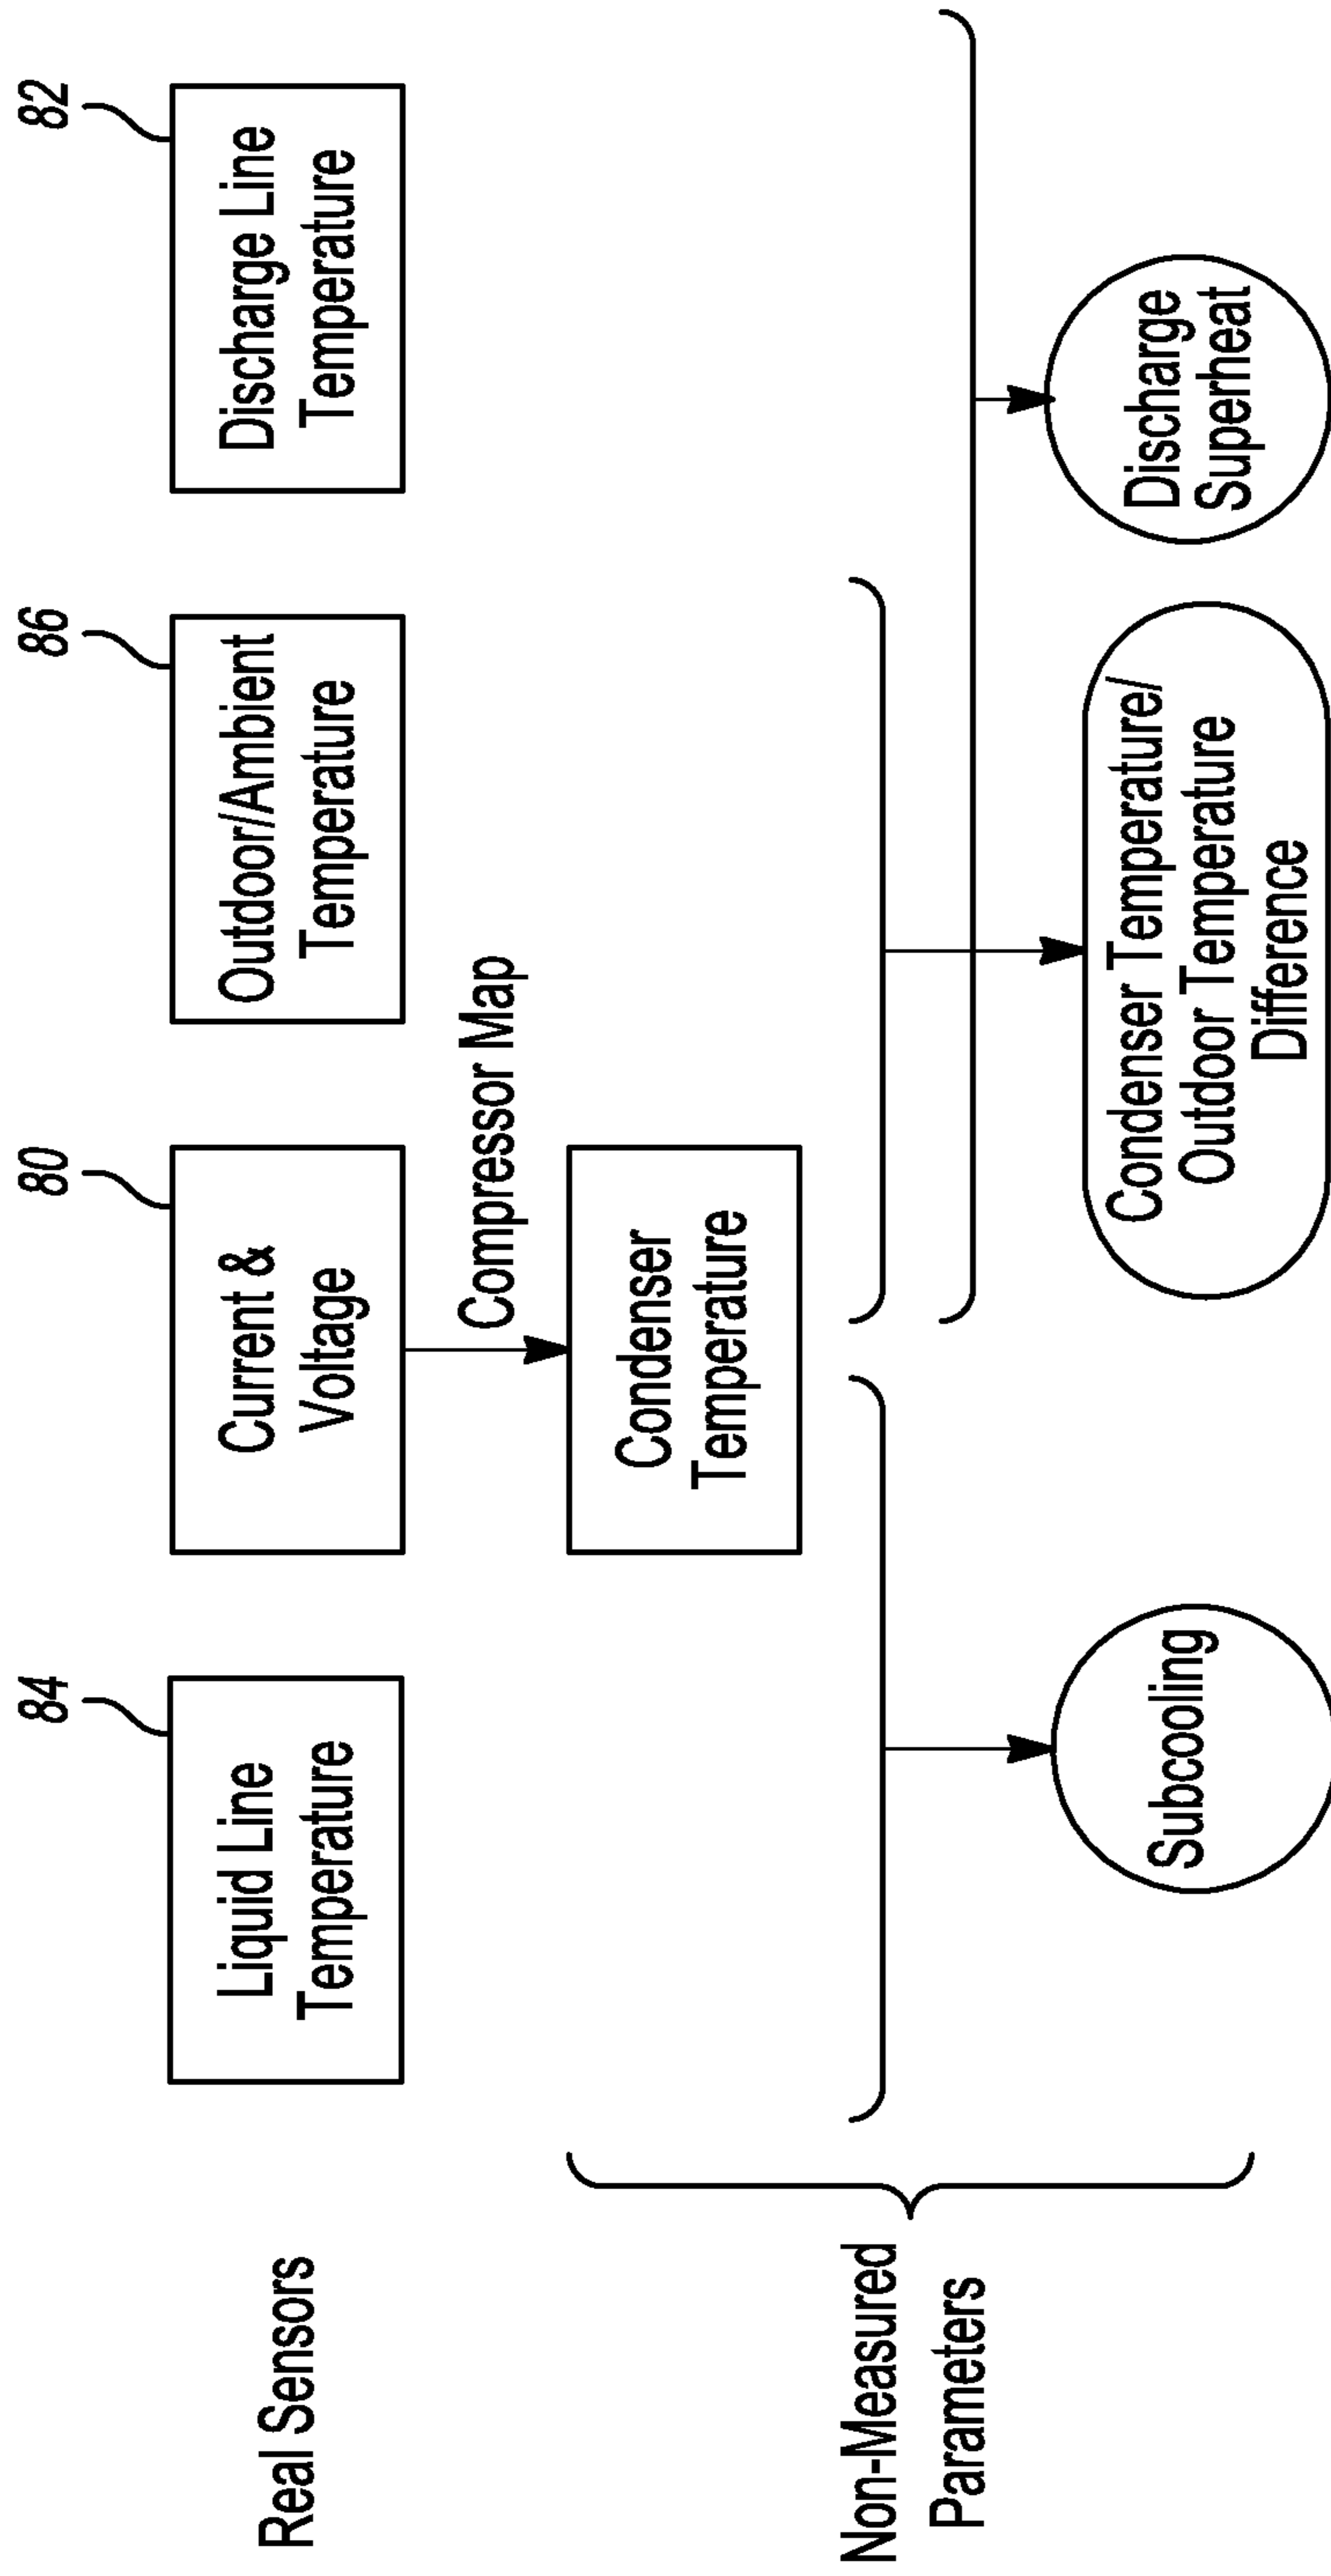 84
80
86
82
Real Sensors
Liquid Line
Temperature
Current &
Voltage
Outdoor/Ambient
Temperature
Discharge Line
Temperature
Compressor Map
Condenser
Temperature
Non-Measured
Parameters
Subcooling
Condenser Temperature/
Outdoor Temperature
Difference
Discharge
Superheat